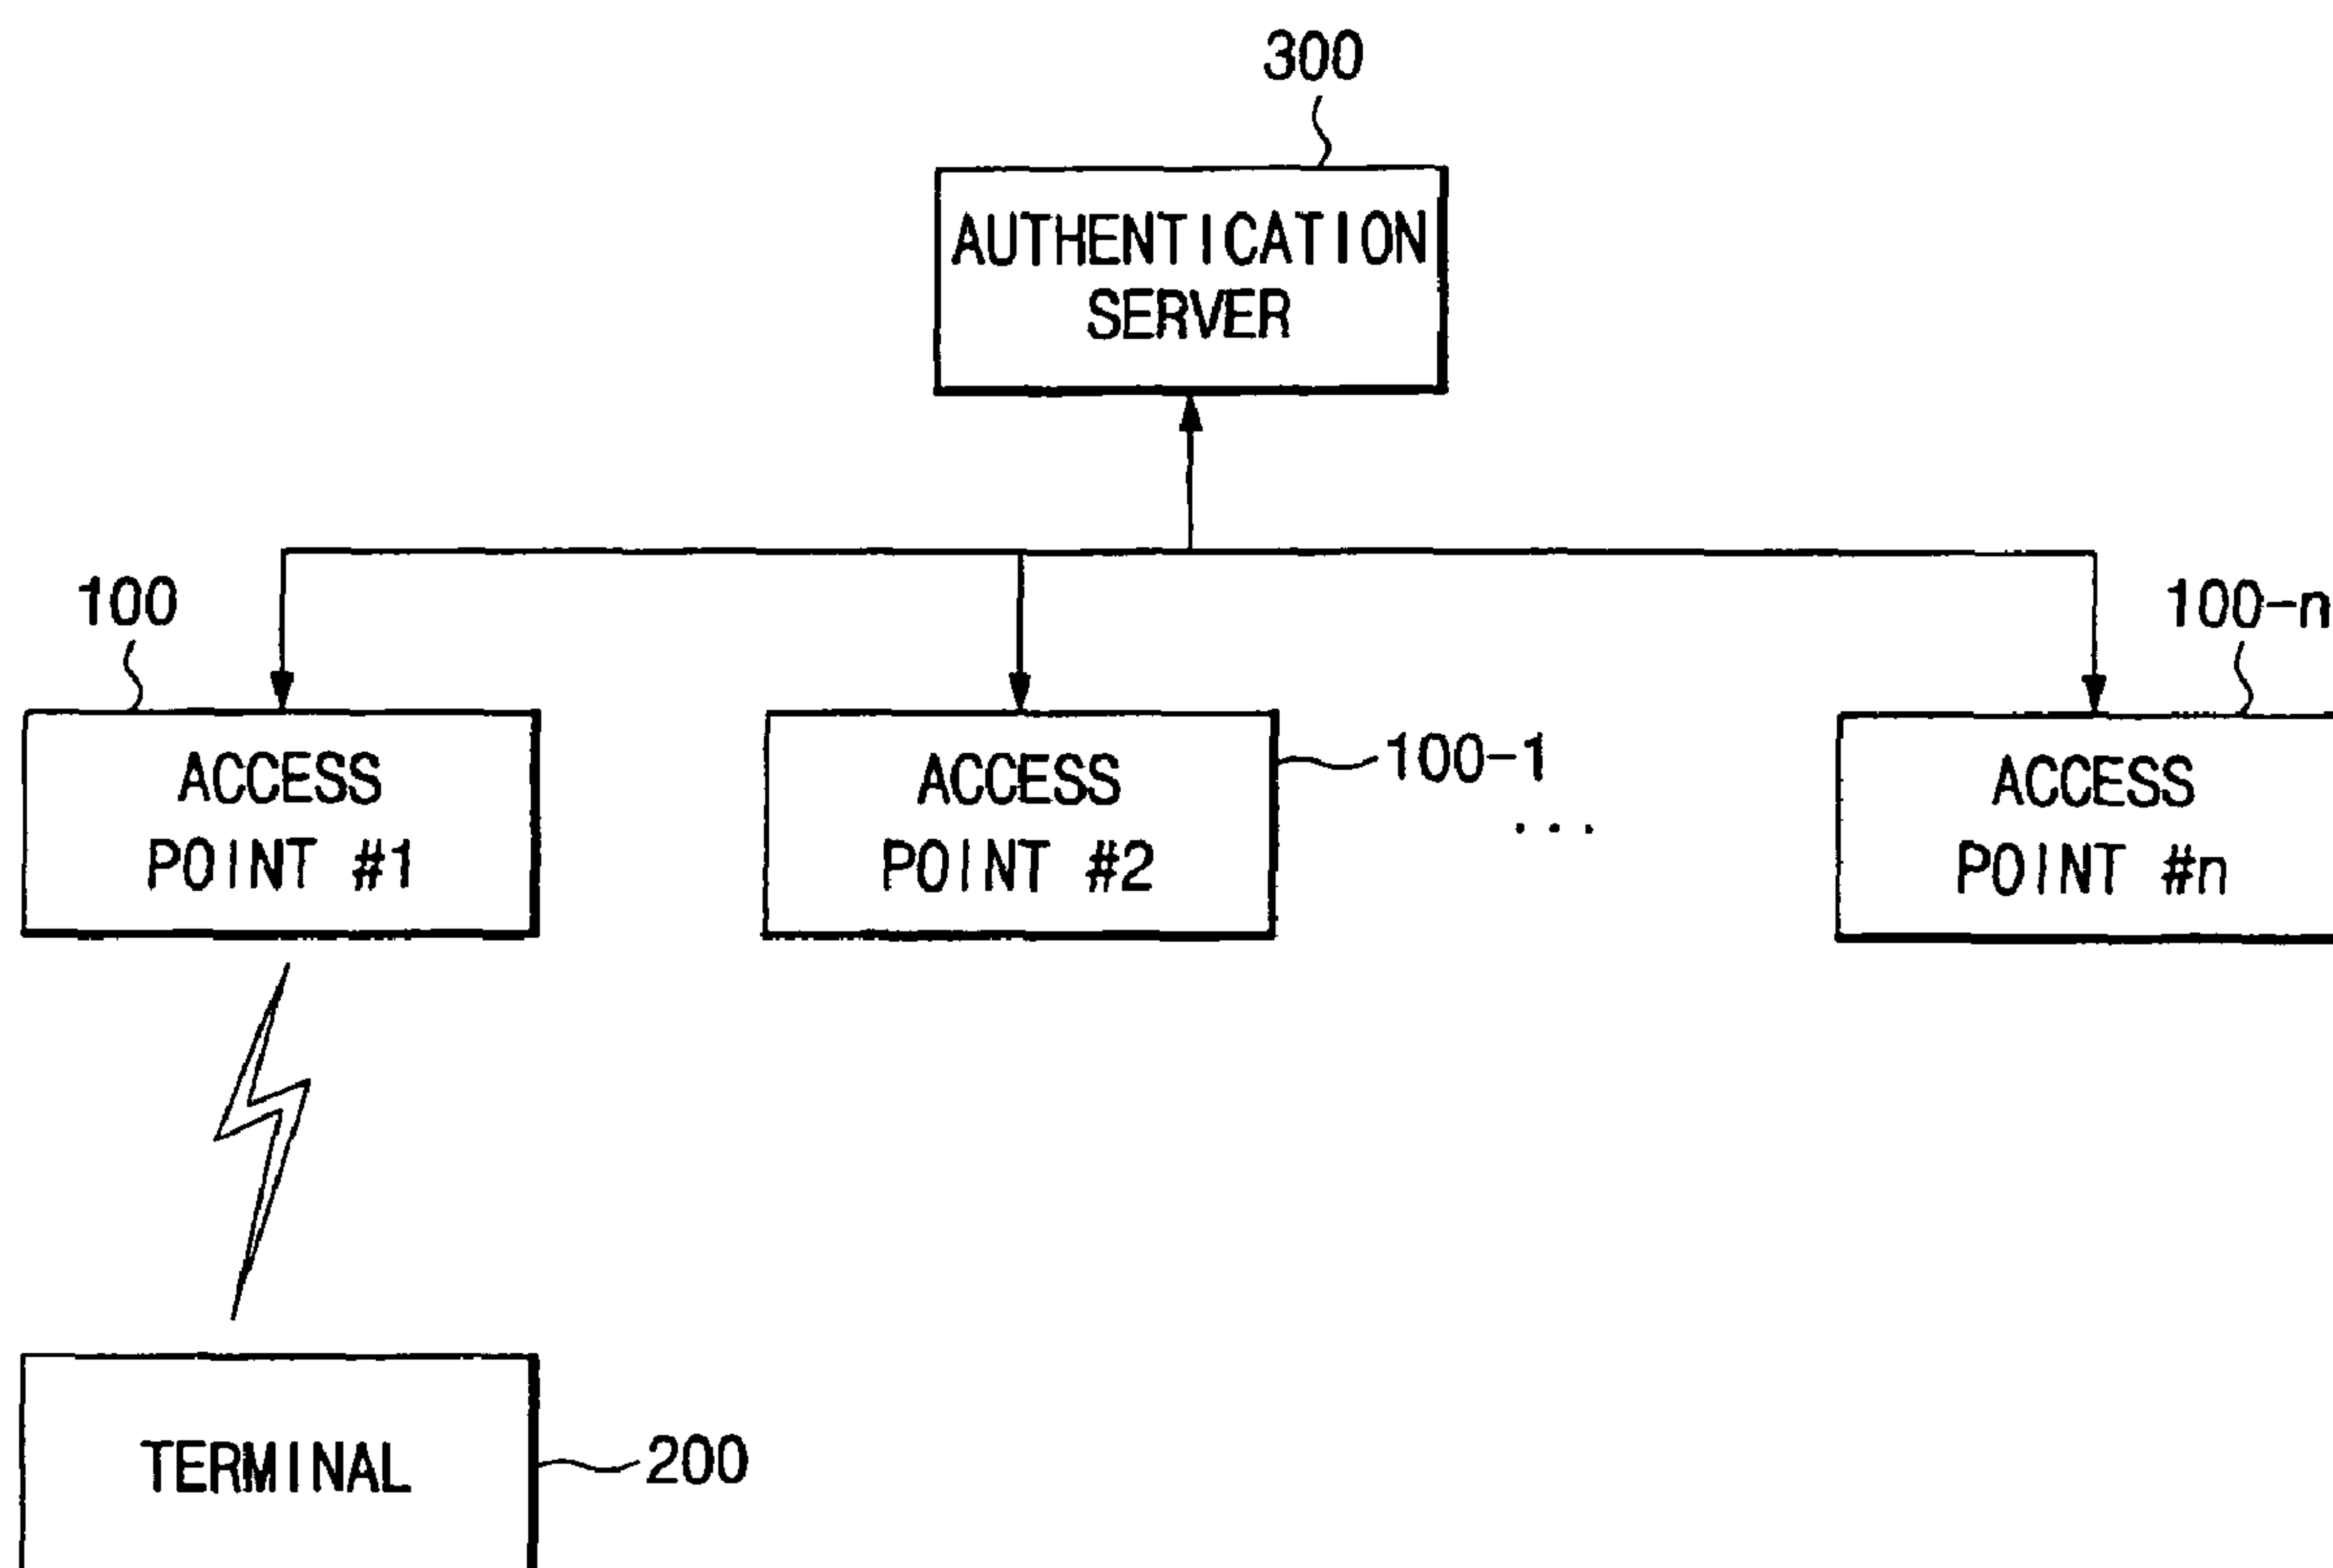 300
AUTHENTICATION
SERVER
100
100-n
ACCESS
POINT #1
ACCESS
POINT #2
100-1
...
ACCESS
POINT #n
TERMINAL
200